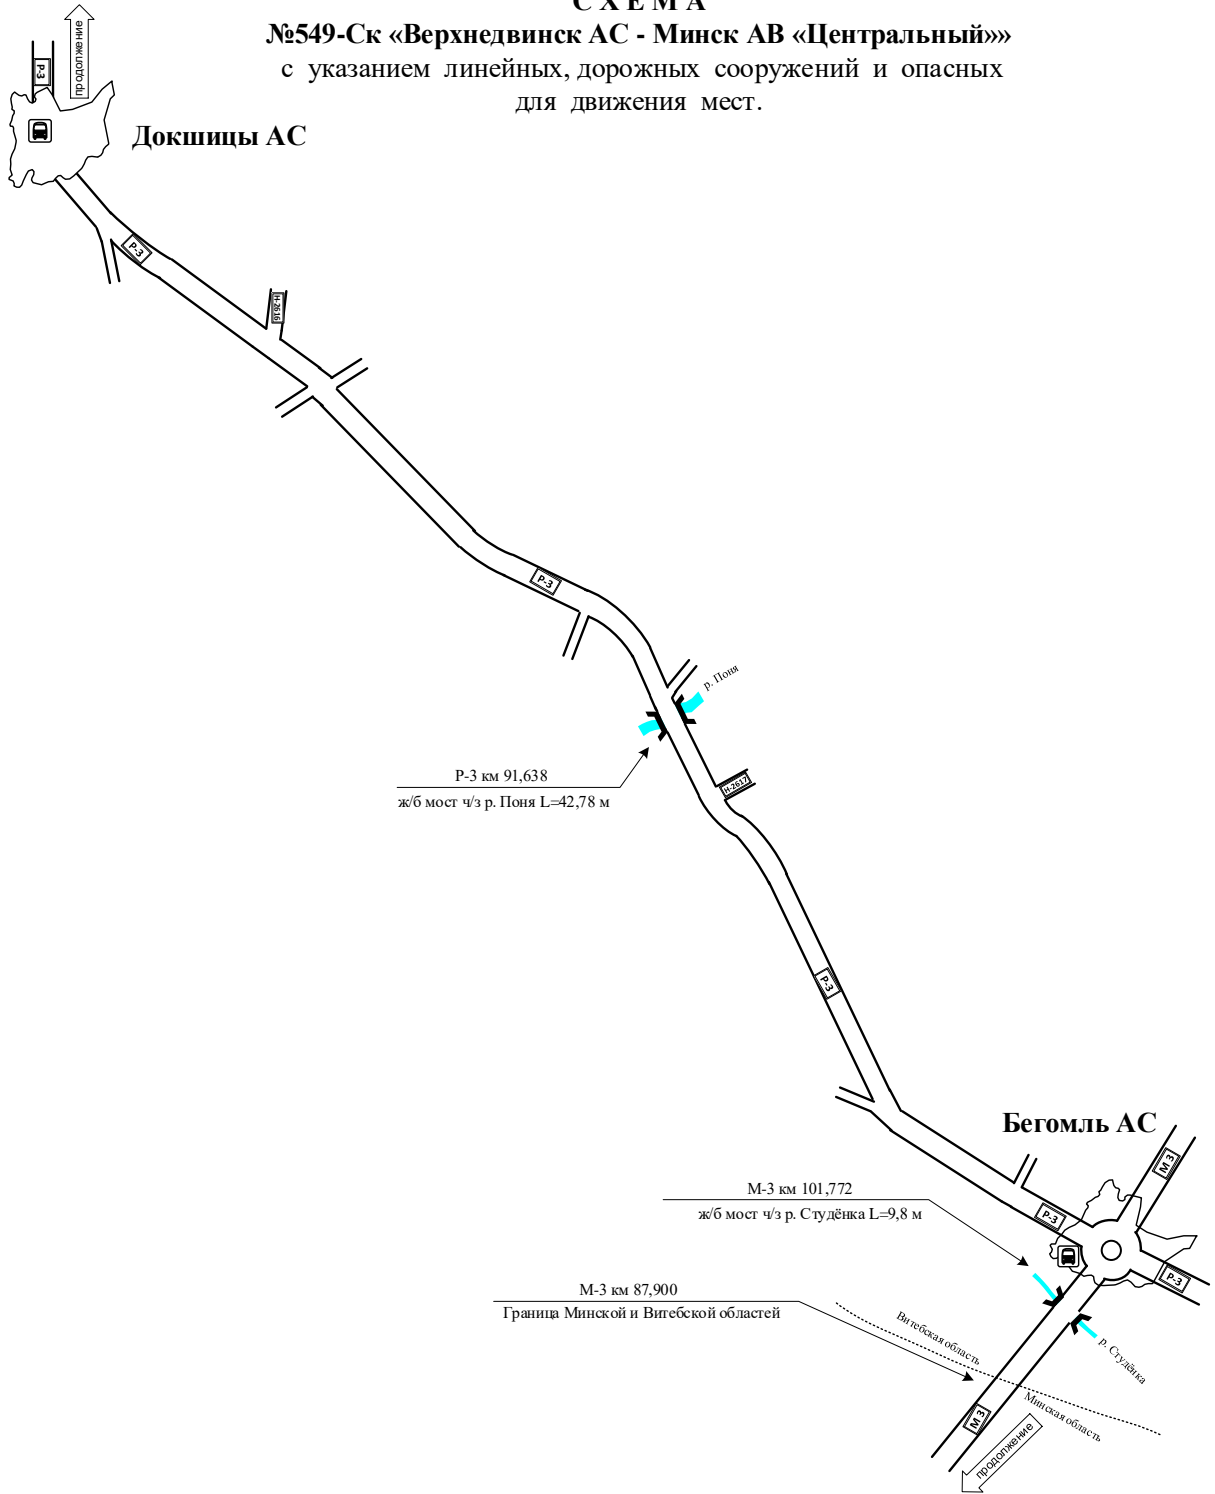 С Х Е М А
№549-Ск «Верхнедвинск АС - Минск АВ «Центральный»»
с указанием линейных, дорожных сооружений и опасных
для движения мест.
продолжение
Р-3
Докшицы АС
Р-3
Н-2616
Р-3
р. Поня
Р-3 км 91,638
ж/б мост ч/з р. Поня L=42,78 м
Н-2617
Р-3
Бегомль АС
М 3
М-3 км 101,772
ж/б мост ч/з р. Студёнка L=9,8 м
Р-3
Р-3
М-3 км 87,900
Граница Минской и Витебской областей
Витебская область
р. Студёнка
Минская область
М 3
продолжение